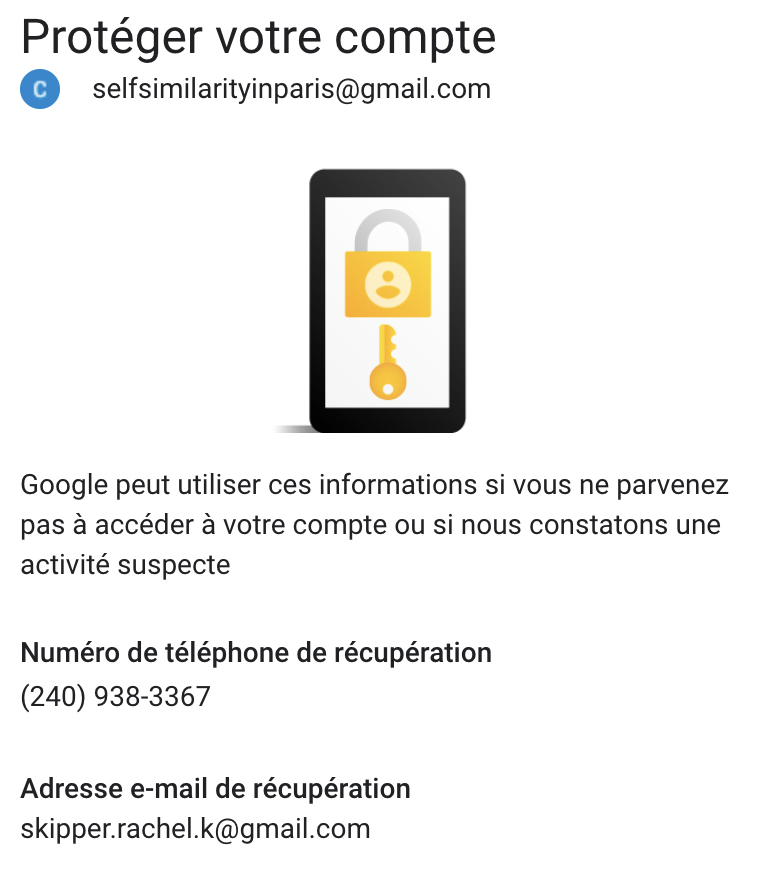 Protéger votre compte
C
selfsimilarityinparis@gmail.com
Google peut utiliser ces informations si vous ne parvenez
pas à accéder à votre compte ou si nous constatons une
activité suspecte
Numéro de téléphone de récupération
(240) 938-3367
Adresse e-mail de récupération
skipper.rachel.k@gmail.com